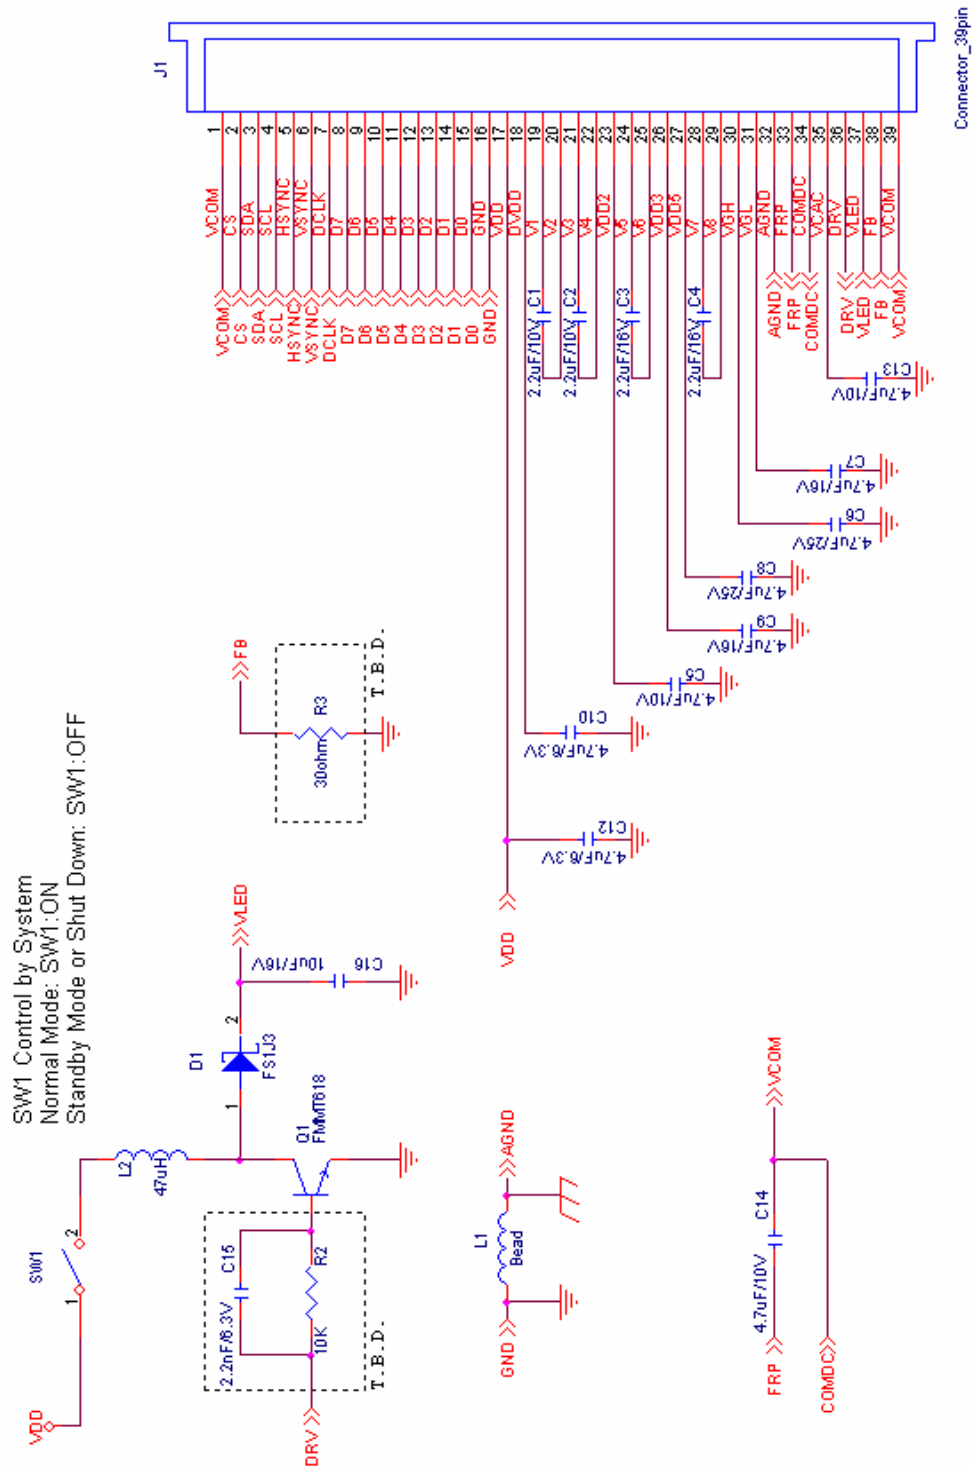 SW1 Control by System
Normal Mode: SW1:ON
Standby Mode or Shut Down: SW1:OFF
VDD
1
SW1
2
L2
47uH
D1
1
2
FS1J3
VLED
10uF/16V
C16
Q1
FMMT618
C15
2.2nF/6.3V
R2
10K
T.B.D.
DRV
FB
R3
30ohm
T.B.D.
GND
L1
Bead
AGND
FRP
4.7uF/10V
C14
VCOM
COMDC
VDD
4.7uF/6.3V
C12
4.7uF/6.3V
C10
4.7uF/10V
C5
4.7uF/16V
C9
4.7uF/25V
C8
4.7uF/25V
C6
4.7uF/16V
C7
4.7uF/10V
C13
2.2uF/10V C1
2.2uF/10V C2
2.2uF/16V C3
2.2uF/16V C4
VCOM
CS
SDA
SCL
HSYNC
VSYNC
DCLK
D7
D6
D5
D4
D3
D2
D1
D0
GND
AGND
FRP
COMDC
DRV
VLED
FB
VCOM
J1
VCOM 1
CS 2
SDA 3
SCL 4
HSYNC 5
VSYNC 6
DCLK 7
D7 8
D6 9
D5 10
D4 11
D3 12
D2 13
D1 14
D0 15
GND 16
VDD 17
DVDD 18
V1 19
V2 20
V3 21
V4 22
VDD2 23
V5 24
V6 25
VDD3 26
VDD5 27
V7 28
V8 29
VGH 30
VGL 31
AGND 32
FRP 33
COMDC 34
VCAC 35
DRV 36
VLED 37
FB 38
VCOM 39
Connector_39pin